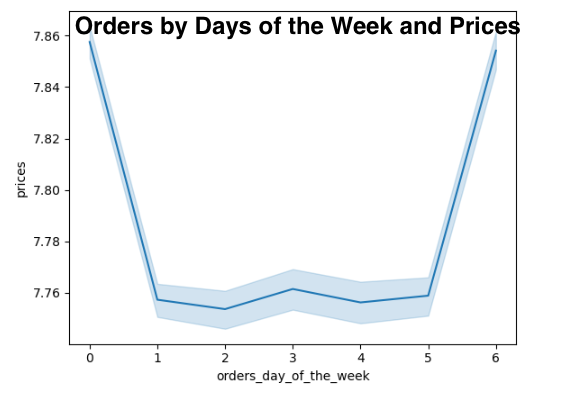 Orders by Days of the Week and Prices
7.86
7.84
7.82
7.80
7.78
7.76
prices
0 1 2 3 4 5 6
orders_day_of_the_week